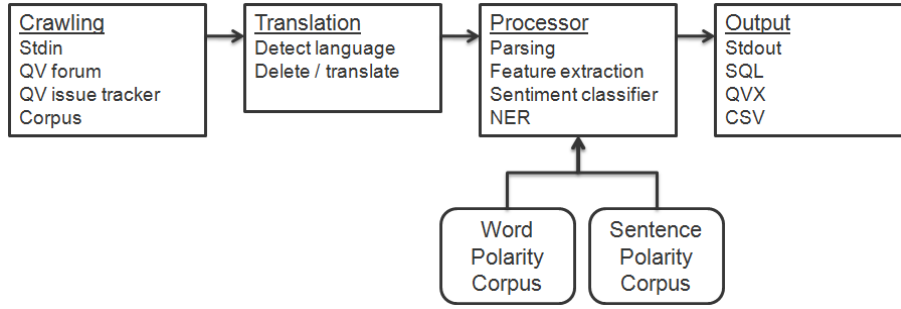 Crawling
Stdin
QV forum
QV issue tracker
Corpus
Translation
Detect language
Delete / translate
Processor
Parsing
Feature extraction
Sentiment classifier
NER
Output
Stdout
SQL
QVX
CSV
Word
Polarity
Corpus
Sentence
Polarity
Corpus